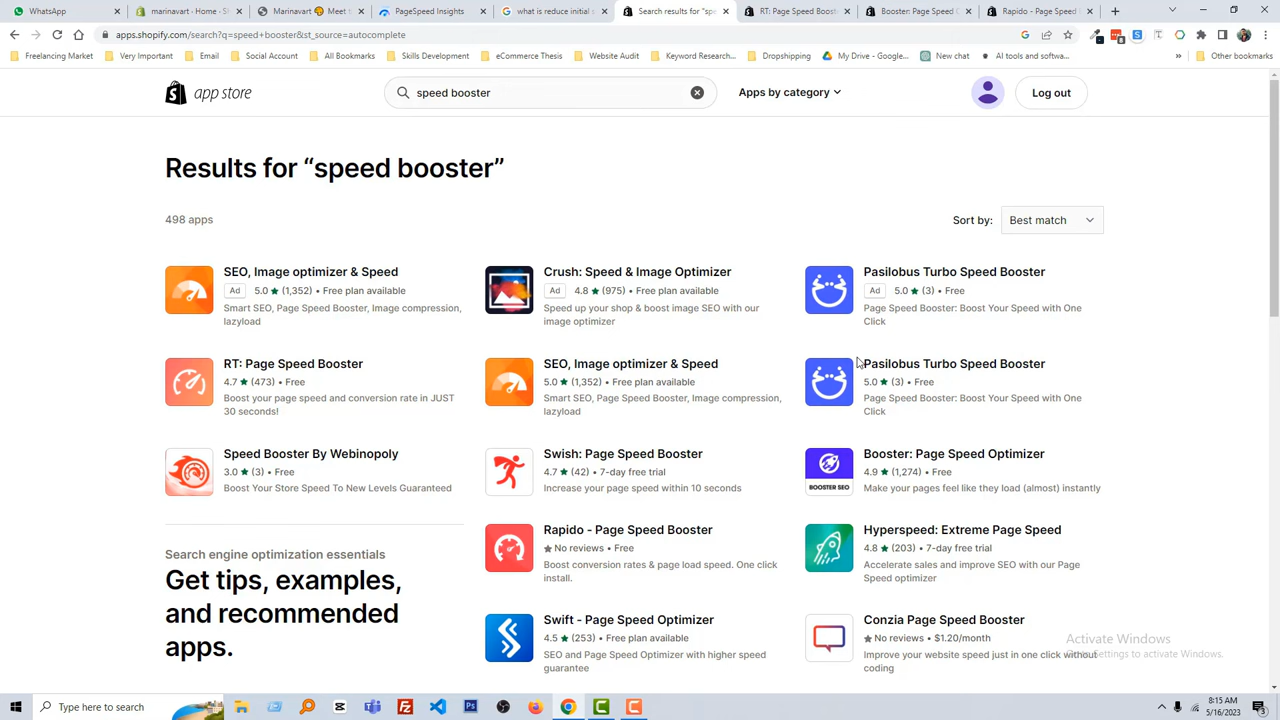 WhatsApp
marinavart - Home - Sh
Marinavart 🙂 Meet t
PageSpeed Insights
what is reduce initial s
Search results for "sp
RT: Page Speed Boost
Booster: Page Speed O
Rapido - Page Speed
apps.shopify.com/search?q=speed+booster&st_source=autocomplete
Freelancing Market
Very Important
Email
Social Account
All Bookmarks
Skills Development
eCommerce Thesis
Website Audit
Keyword Research...
Dropshipping
My Drive - Google...
New chat
AI tools and softwa...
Other bookmarks
app store
speed booster
Apps by category
Log out
Results for “speed booster”
498 apps
Sort by:
Best match
SEO, Image optimizer & Speed
Ad 5.0 ★ (1,352) • Free plan available
Smart SEO, Page Speed Booster, Image compression,
lazyload
Crush: Speed & Image Optimizer
Ad 4.8 ★ (975) • Free plan available
Speed up your shop & boost image SEO with our
image optimizer
Pasilobus Turbo Speed Booster
Ad 5.0 ★ (3) • Free
Page Speed Booster: Boost Your Speed with One
Click
RT: Page Speed Booster
4.7 ★ (473) • Free
Boost your page speed and conversion rate in JUST
30 seconds!
SEO, Image optimizer & Speed
5.0 ★ (1,352) • Free plan available
Smart SEO, Page Speed Booster, Image compression,
lazyload
Pasilobus Turbo Speed Booster
5.0 ★ (3) • Free
Page Speed Booster: Boost Your Speed with One
Click
Speed Booster By Webinopoly
3.0 ★ (3) • Free
Boost Your Store Speed To New Levels Guaranteed
Swish: Page Speed Booster
4.7 ★ (42) • 7-day free trial
Increase your page speed within 10 seconds
BOOSTER SEO
Booster: Page Speed Optimizer
4.9 ★ (1,274) • Free
Make your pages feel like they load (almost) instantly
Search engine optimization essentials
Get tips, examples,
and recommended
apps.
Rapido - Page Speed Booster
★ No reviews • Free
Boost conversion rates & page load speed. One click
install.
Hyperspeed: Extreme Page Speed
4.8 ★ (203) • 7-day free trial
Accelerate sales and improve SEO with our Page
Speed optimizer
Swift - Page Speed Optimizer
4.5 ★ (253) • Free plan available
SEO and Page Speed Optimizer with higher speed
guarantee
Conzia Page Speed Booster
★ No reviews • $1.20/month
Improve your website speed just in one click without
coding
Activate Windows
Settings to activate Windows.
Type here to search
8:15 AM
5/16/2023